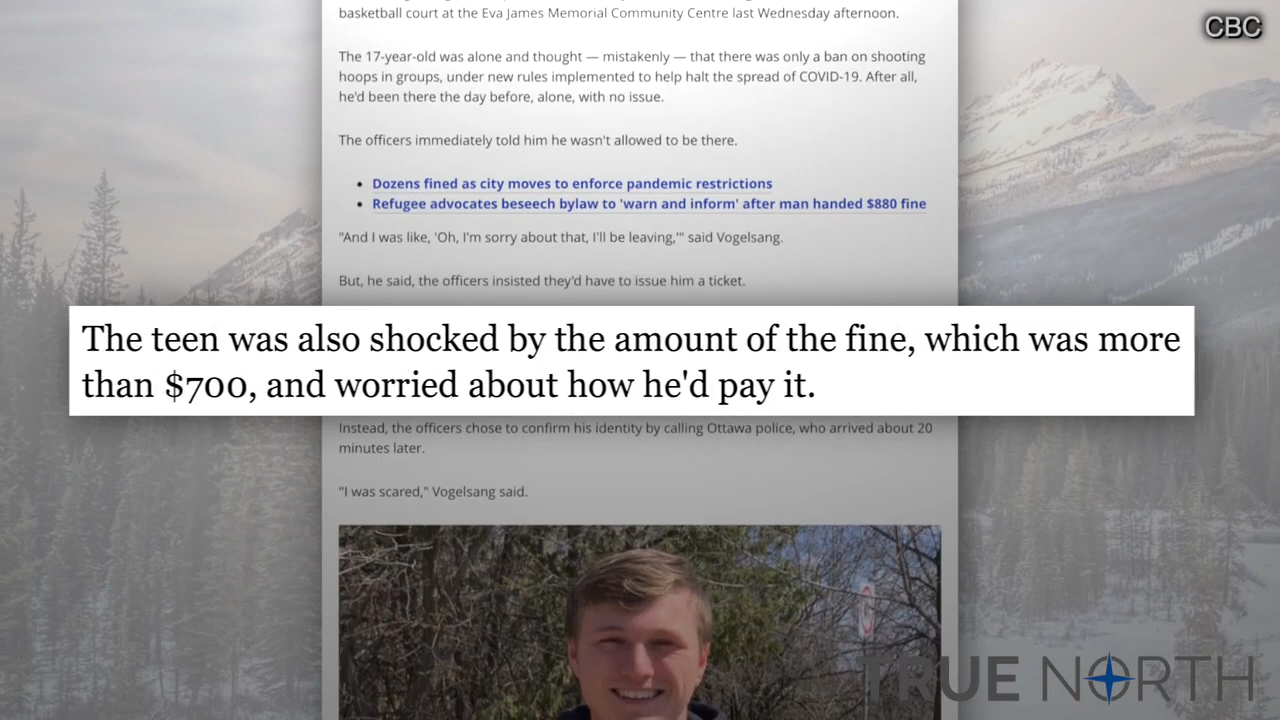 CBC
basketball court at the Eva James Memorial Community Centre last Wednesday afternoon.
The 17-year-old was alone and thought — mistakenly — that there was only a ban on shooting
hoops in groups, under new rules implemented to help halt the spread of COVID-19. After all,
he'd been there the day before, alone, with no issue.
The officers immediately told him he wasn't allowed to be there.
• Dozens fined as city moves to enforce pandemic restrictions
• Refugee advocates beseech bylaw to 'warn and inform' after man handed $880 fine
"And I was like, 'Oh, I'm sorry about that, I'll be leaving,'" said Vogelsang.
But, he said, the officers insisted they'd have to issue him a ticket.
The teen was also shocked by the amount of the fine, which was more
than $700, and worried about how he'd pay it.
Instead, the officers chose to confirm his identity by calling Ottawa police, who arrived about 20
minutes later.
"I was scared," Vogelsang said.
TRUE NORTH